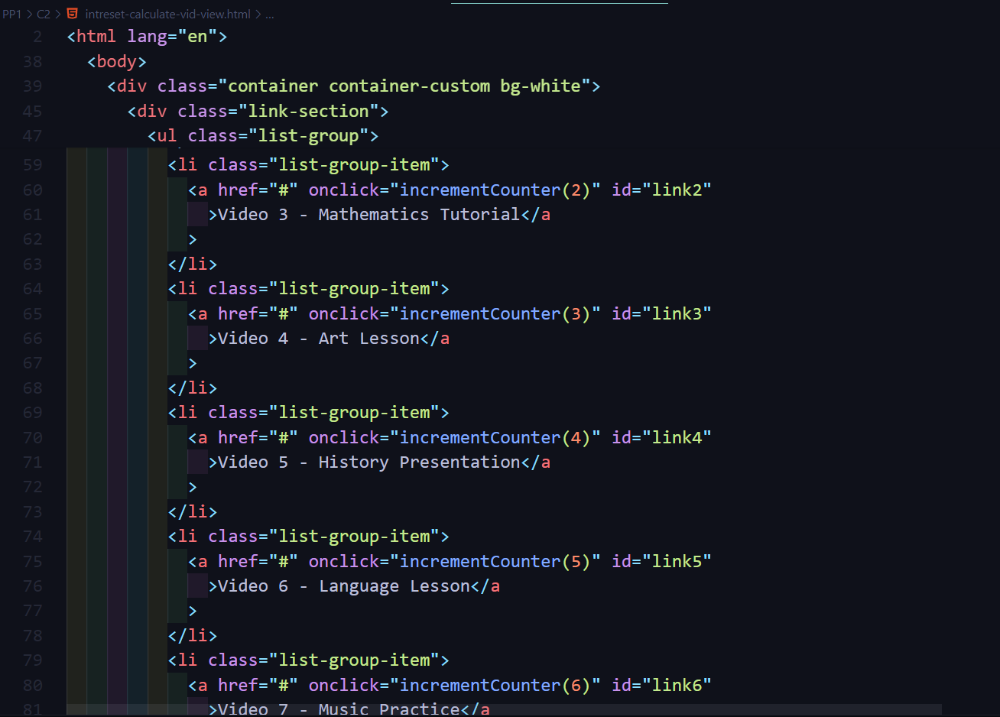 PP1 > C2 > intreset-calculate-vid-view.html > ...
2 <html lang="en">
38 <body>
39 <div class="container container-custom bg-white">
45 <div class="link-section">
47 <ul class="list-group">
59 <li class="list-group-item">
60 <a href="#" onclick="incrementCounter(2)" id="link2"
61 >Video 3 - Mathematics Tutorial</a
62 >
63 </li>
64 <li class="list-group-item">
65 <a href="#" onclick="incrementCounter(3)" id="link3"
66 >Video 4 - Art Lesson</a
67 >
68 </li>
69 <li class="list-group-item">
70 <a href="#" onclick="incrementCounter(4)" id="link4"
71 >Video 5 - History Presentation</a
72 >
73 </li>
74 <li class="list-group-item">
75 <a href="#" onclick="incrementCounter(5)" id="link5"
76 >Video 6 - Language Lesson</a
77 >
78 </li>
79 <li class="list-group-item">
80 <a href="#" onclick="incrementCounter(6)" id="link6"
81 >Video 7 - Music Practice</a